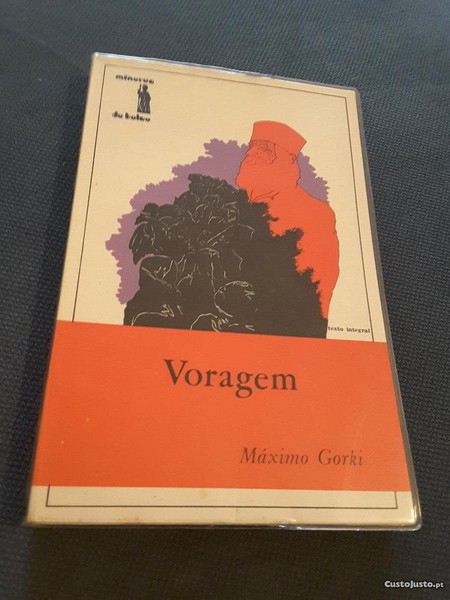 minerva
de bolso
texto integral
Voragem
Máximo Gorki
CustoJusto.pt